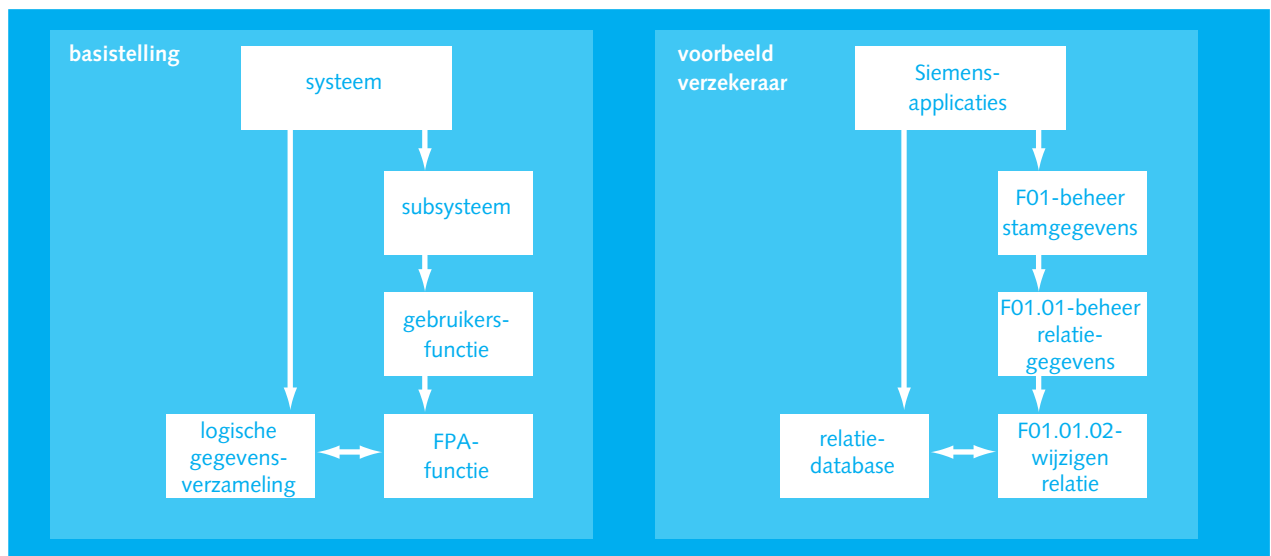 basistelling
systeem
subsysteem
gebruikers-
functie
logische
gegevens-
verzameling
FPA-
functie
voorbeeld
verzekeraar
Siemens-
applicaties
F01-beheer
stamgegevens
F01.01-beheer
relatie-
gegevens
relatie-
database
F01.01.02-
wijzigen
relatie